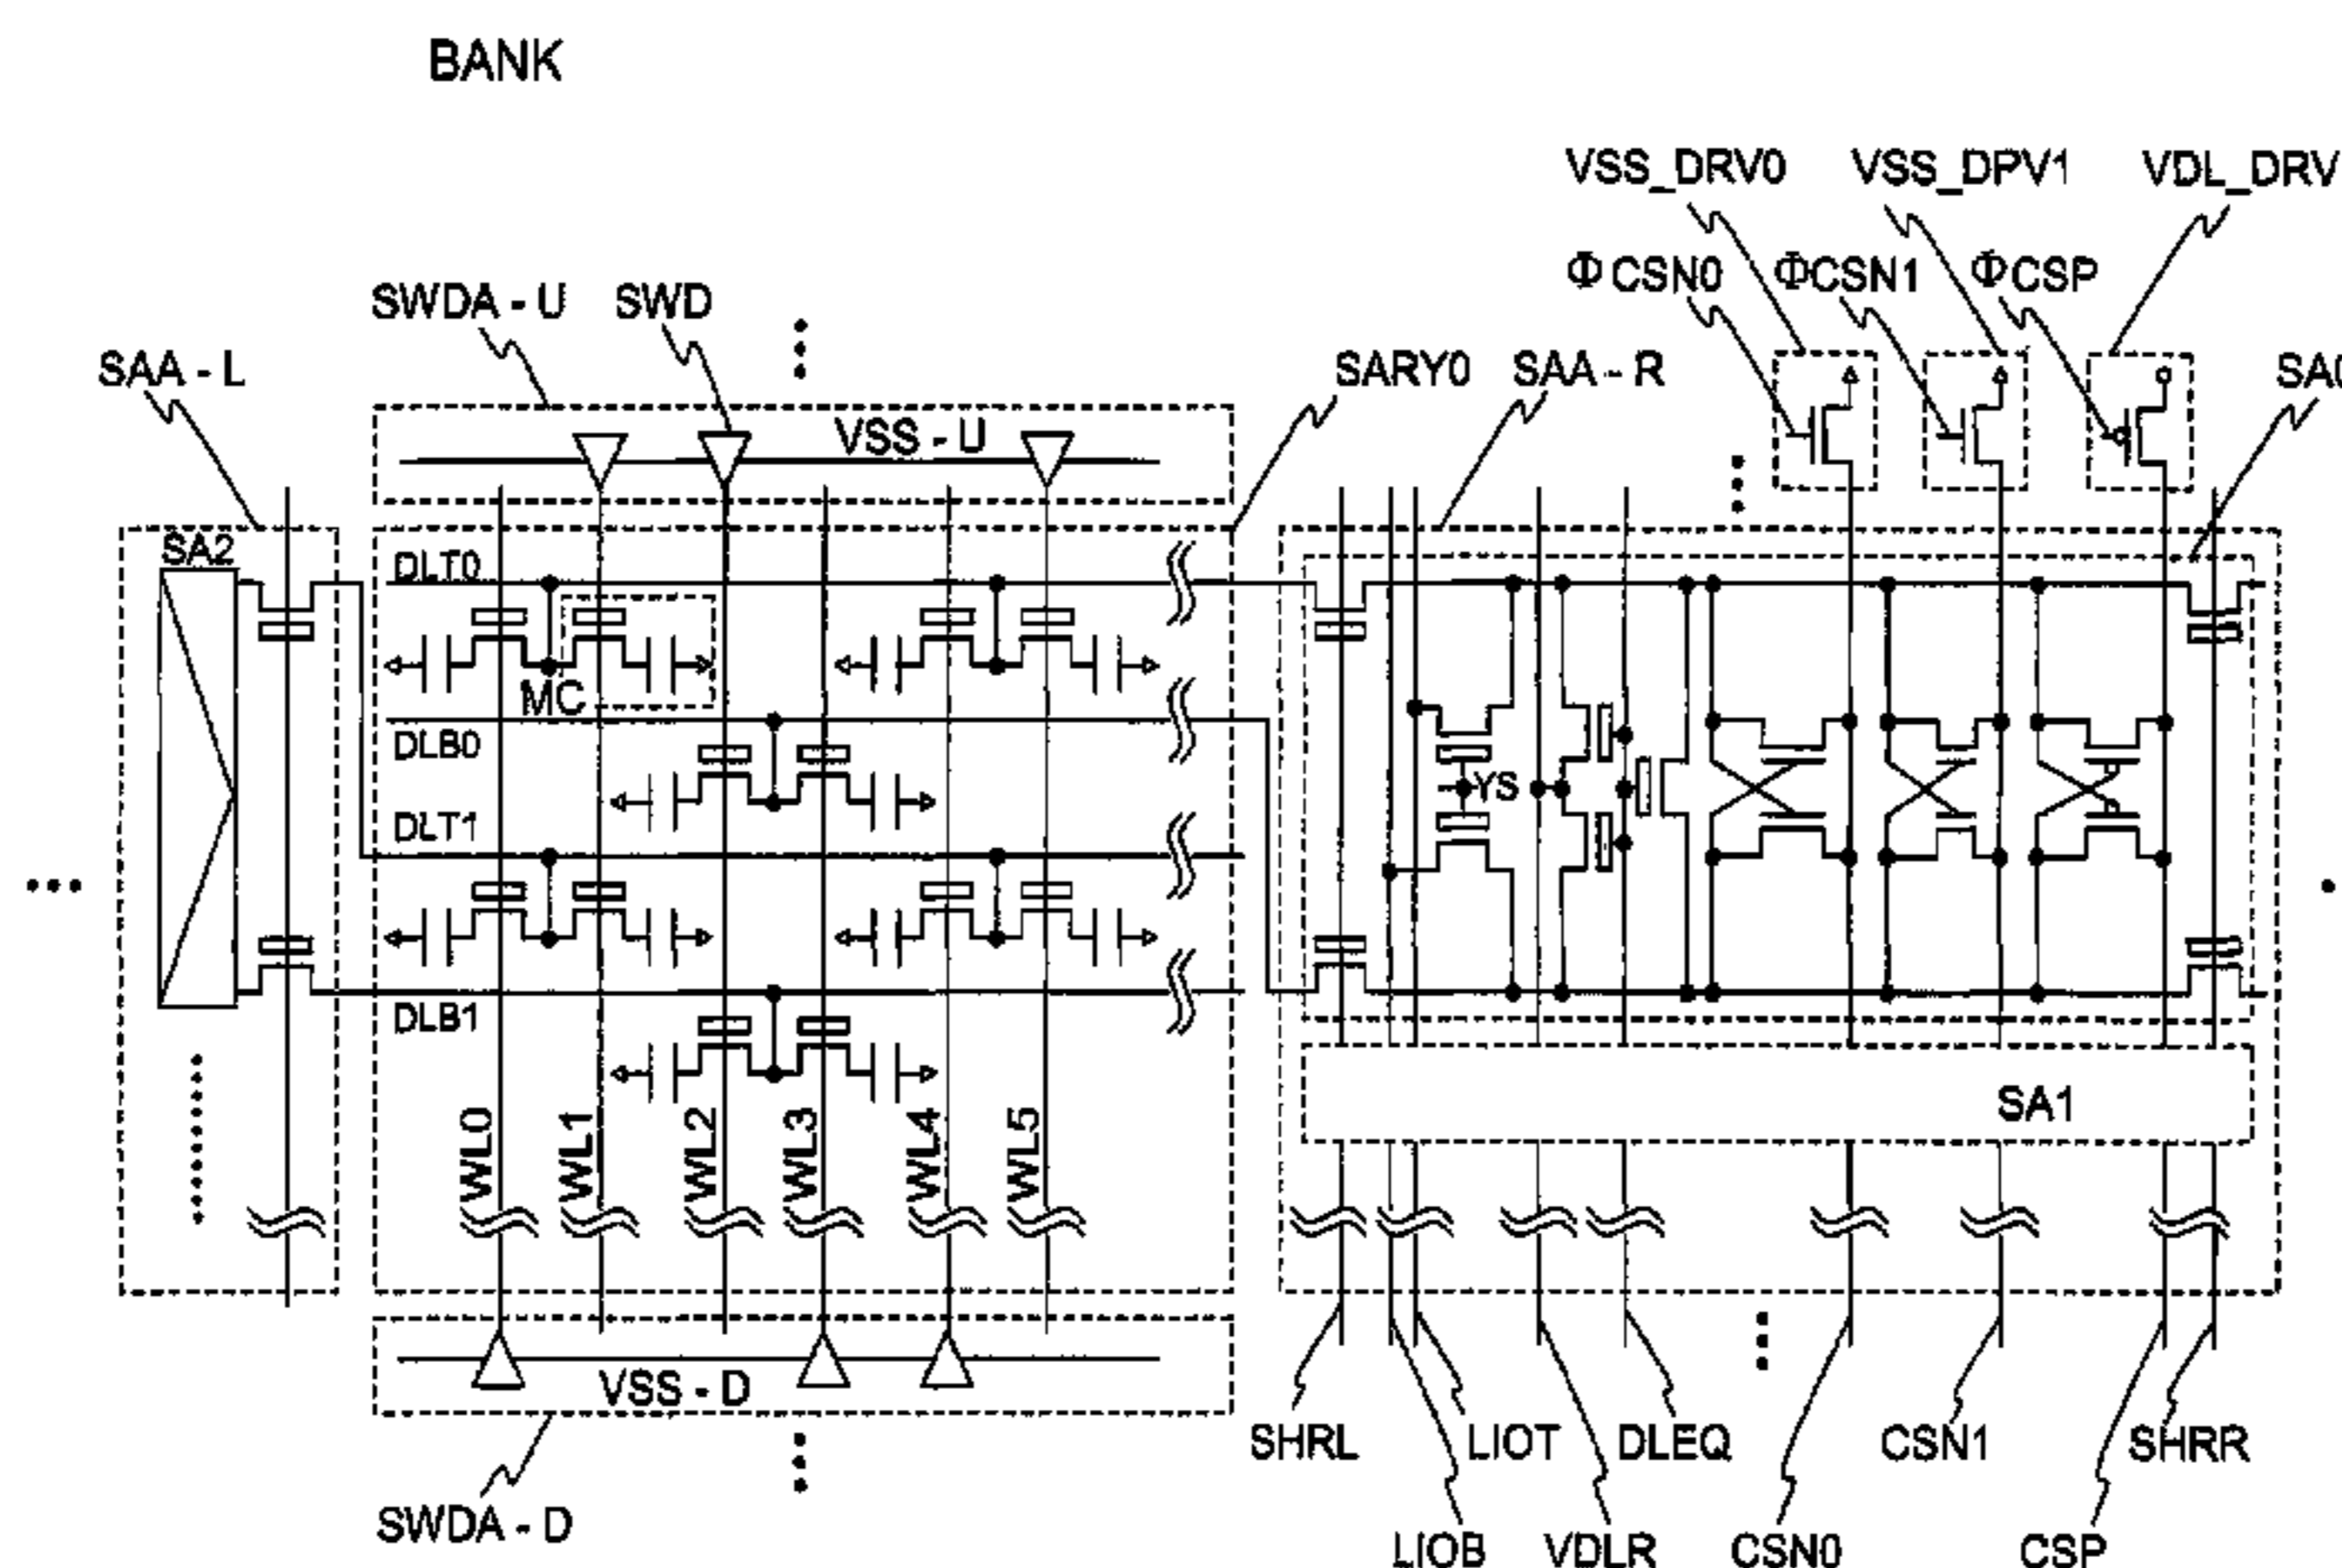 BANK
VSS_DRV0 VSS_DPV1 VDL_DRV
ΦCSN0 ΦCSN1 ΦCSP
SWDA - U SWD
SAA - L SARY0 SAA - R SA0
VSS - U
SA2 DLT0
MC
DLB0
YS
DLT1
DLB1
SA1
WL0 WL1 WL2 WL3 WL4 WL5
VSS - D
SHRL LIOT DLEQ CSN1 SHRR
SWDA - D
LIOB VDLR CSN0 CSP